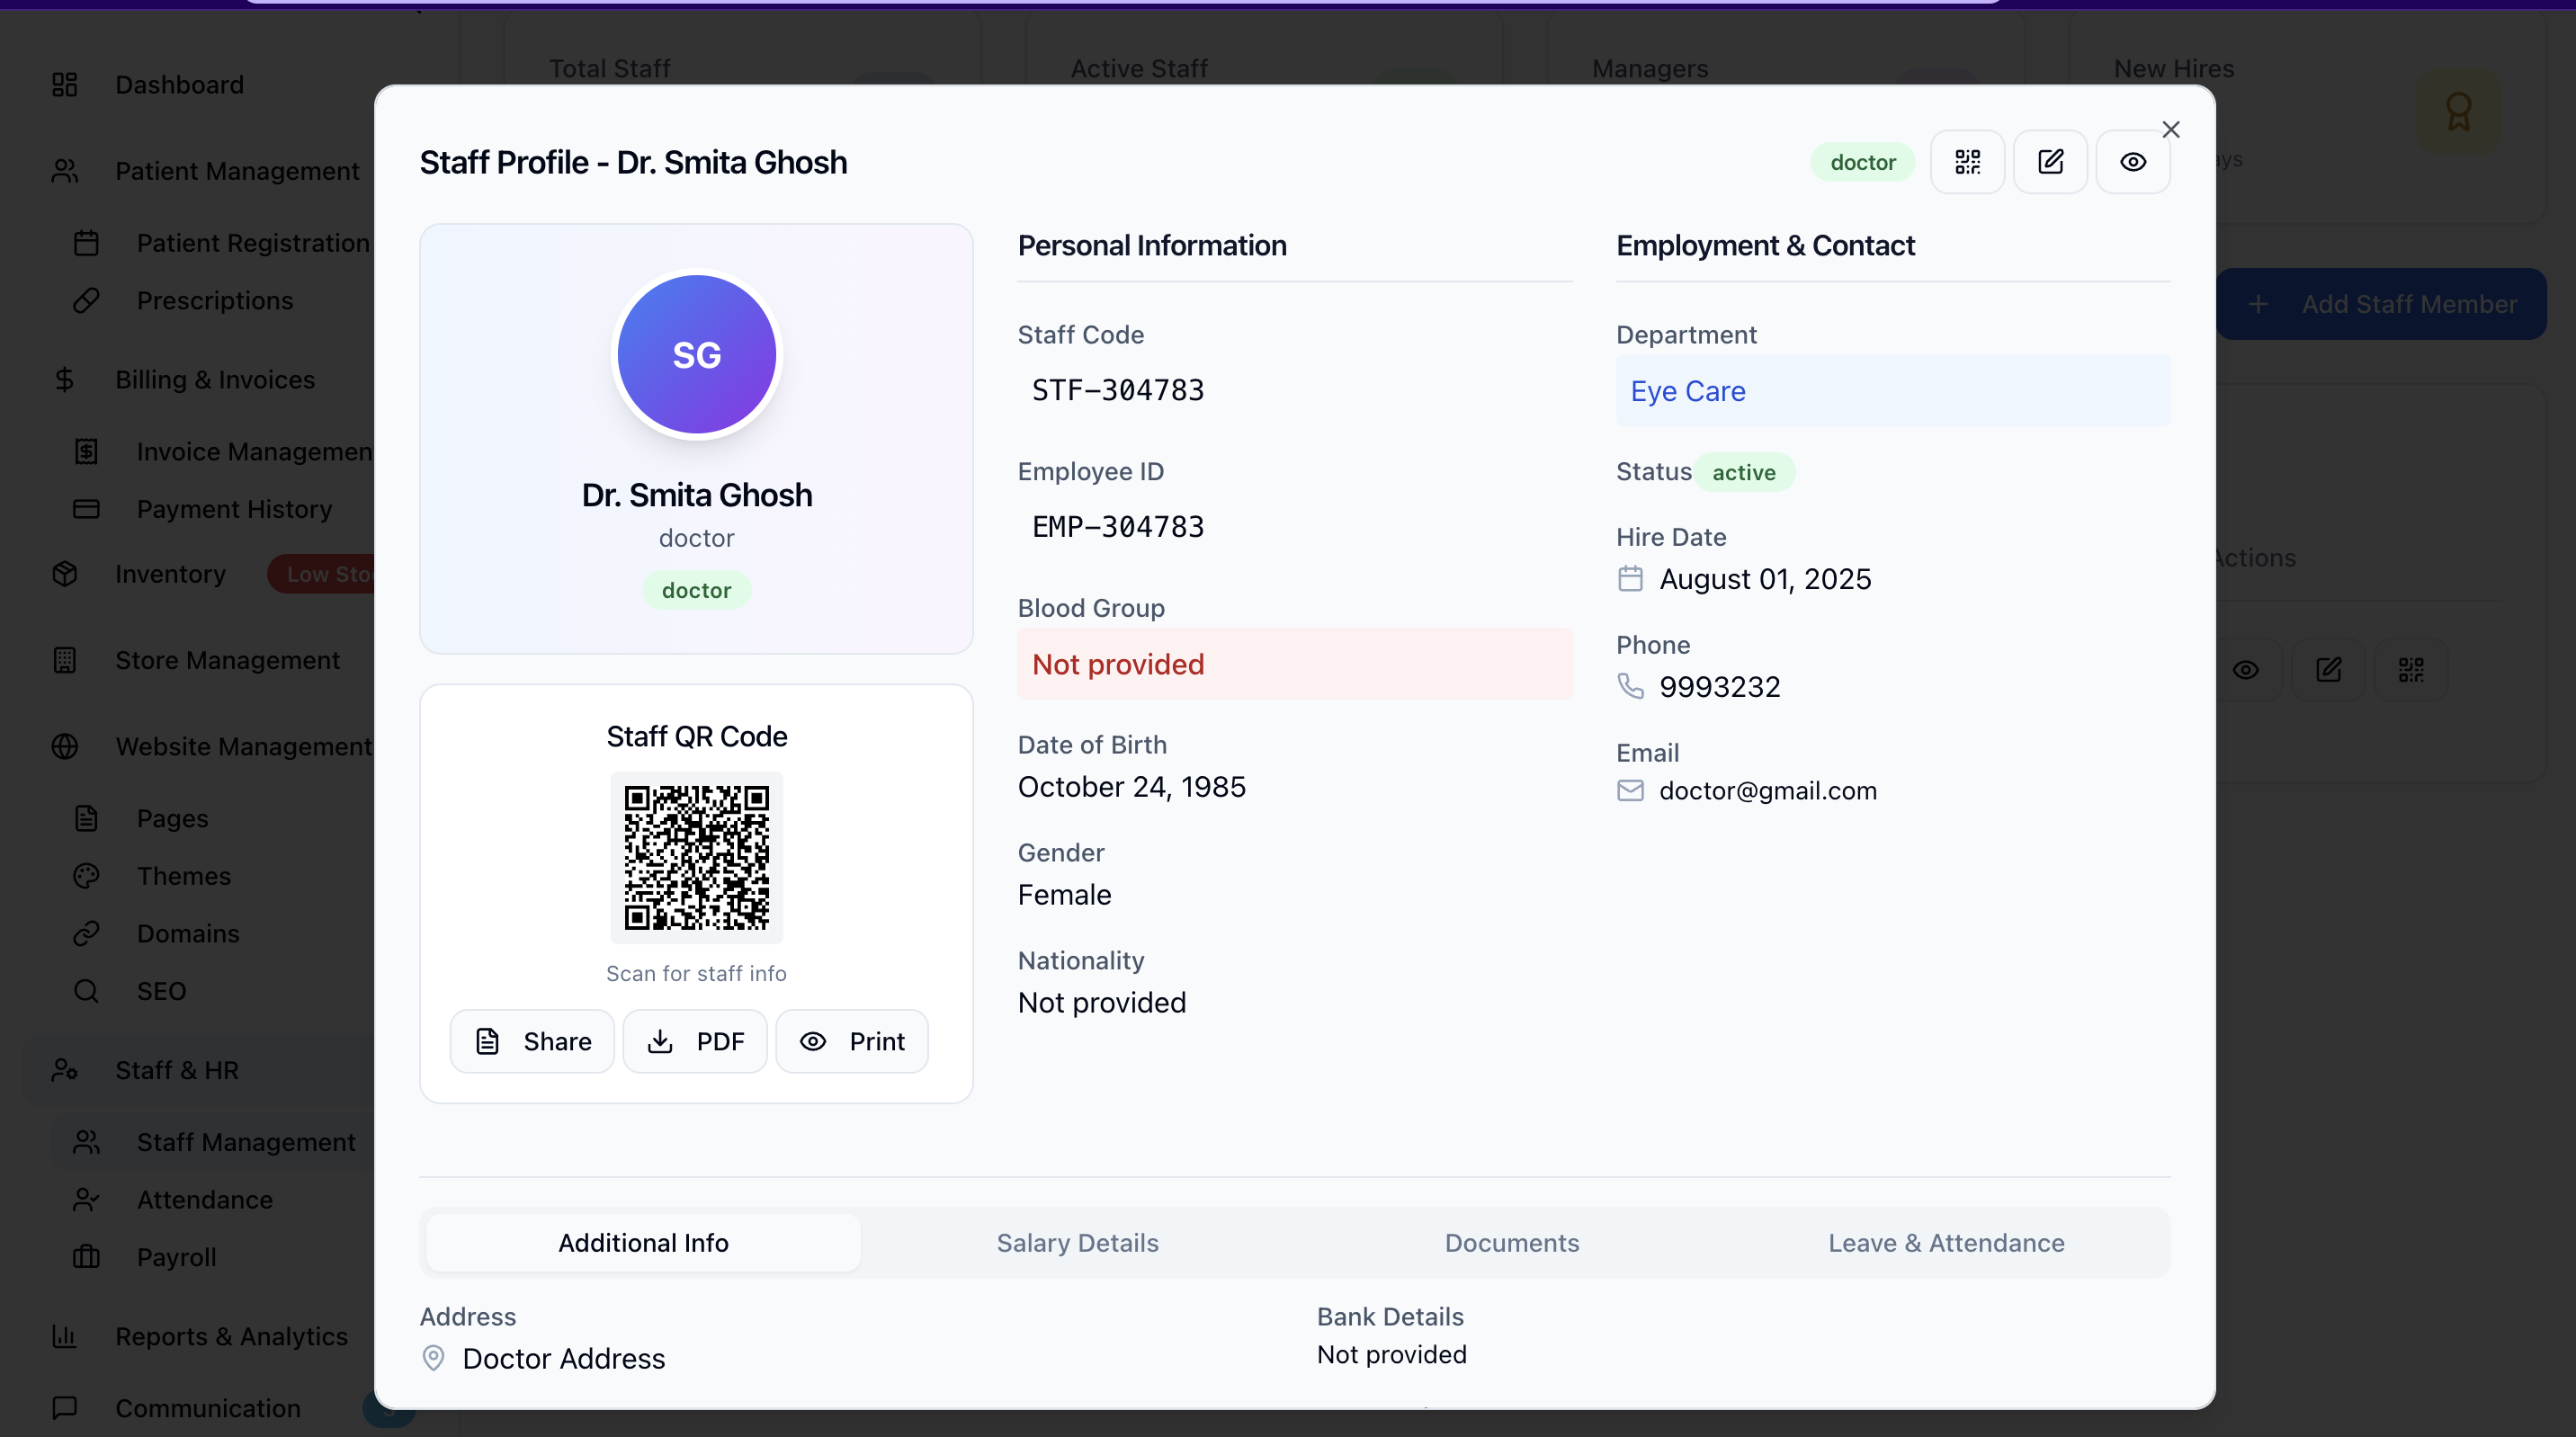 Dashboard
Patient Management
Patient Registration
Prescriptions
Billing & Invoices
Invoice Managemen
Payment History
Inventory
Low Sto
Store Management
Website Management
Pages
Themes
Domains
SEO
Staff & HR
Staff Management
Attendance
Payroll
Reports & Analytics
Communication
Total Staff
Active Staff
Managers
New Hires
ays
Add Staff Member
Actions
Staff Profile - Dr. Smita Ghosh
doctor
SG
Dr. Smita Ghosh
doctor
doctor
Staff QR Code
Scan for staff info
Share
PDF
Print
Personal Information
Staff Code
STF-304783
Employee ID
EMP-304783
Blood Group
Not provided
Date of Birth
October 24, 1985
Gender
Female
Nationality
Not provided
Employment & Contact
Department
Eye Care
Status active
Hire Date
August 01, 2025
Phone
9993232
Email
doctor@gmail.com
Additional Info
Salary Details
Documents
Leave & Attendance
Address
Doctor Address
Bank Details
Not provided